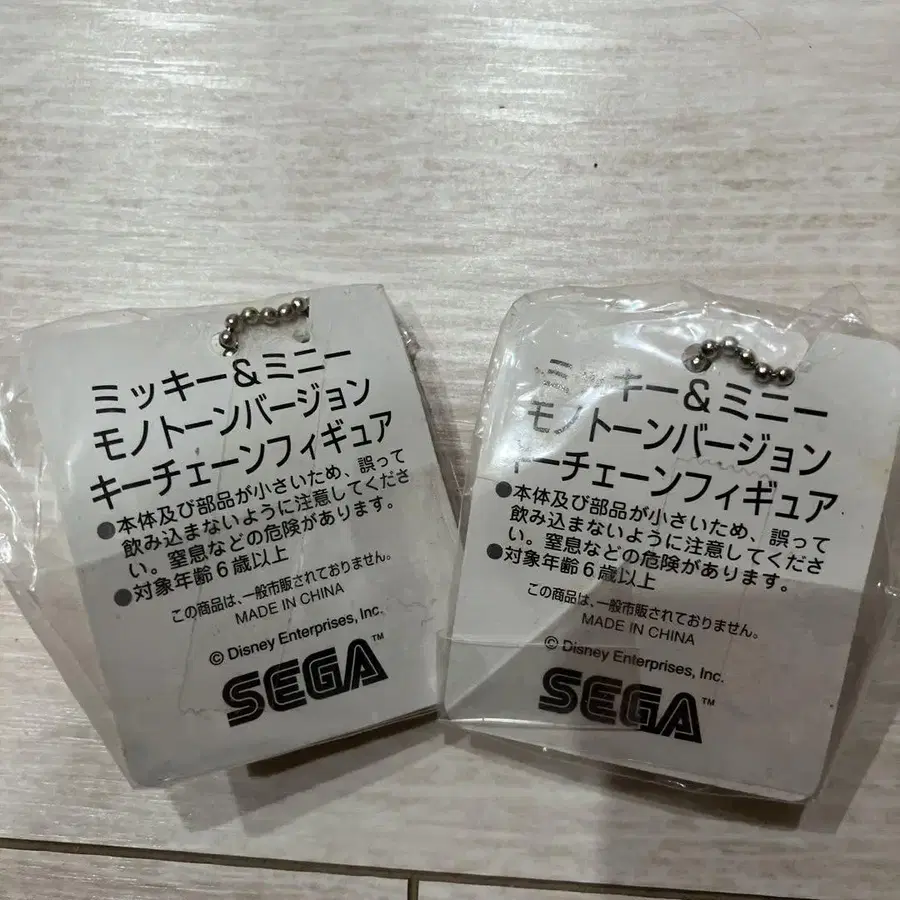 ミッキー&ミニー
モノトーンバージョン
キーチェーンフィギュア
●本体及び部品が小さいため、誤って
飲み込まないように注意してくださ
い。窒息などの危険があります。
●対象年齢6歳以上
この商品は、一般市販されておりません。
MADE IN CHINA
© Disney Enterprises, Inc.
SEGA™
ミッキー&ミニー
モノトーンバージョン
キーチェーンフィギュア
●本体及び部品が小さいため、誤って
飲み込まないように注意してくださ
い。窒息などの危険があります。
●対象年齢6歳以上
この商品は、一般市販されておりません。
MADE IN CHINA
© Disney Enterprises, Inc.
SEGA™